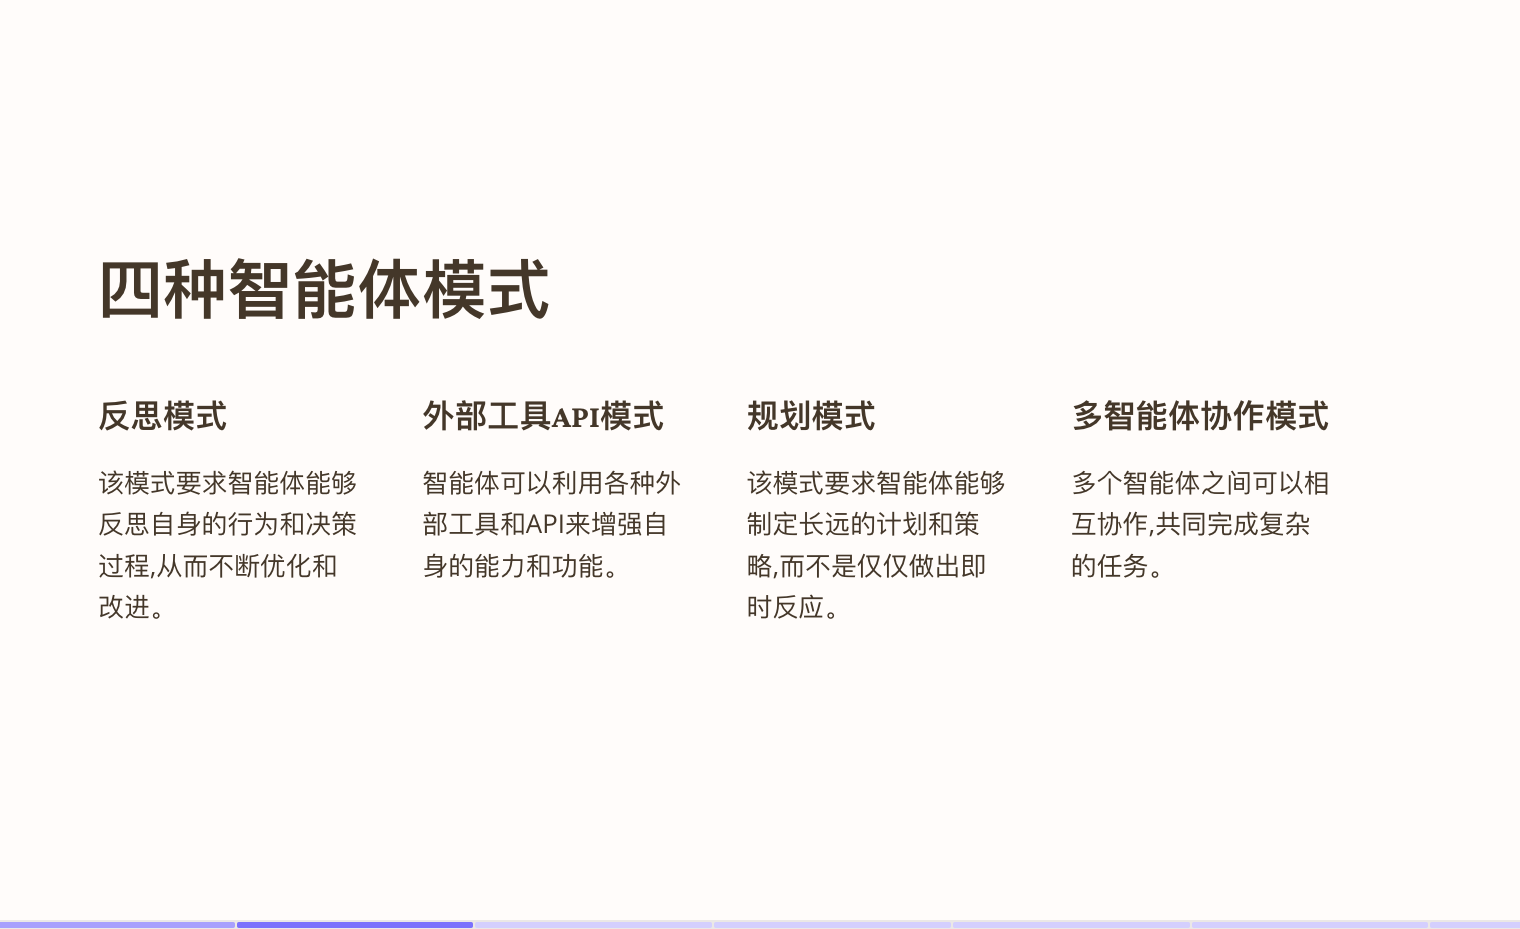 四种智能体模式
反思模式
该模式要求智能体能够
反思自身的行为和决策
过程,从而不断优化和
改进。
外部工具API模式
智能体可以利用各种外
部工具和API来增强自
身的能力和功能。
规划模式
该模式要求智能体能够
制定长远的计划和策
略,而不是仅仅做出即
时反应。
多智能体协作模式
多个智能体之间可以相
互协作,共同完成复杂
的任务。